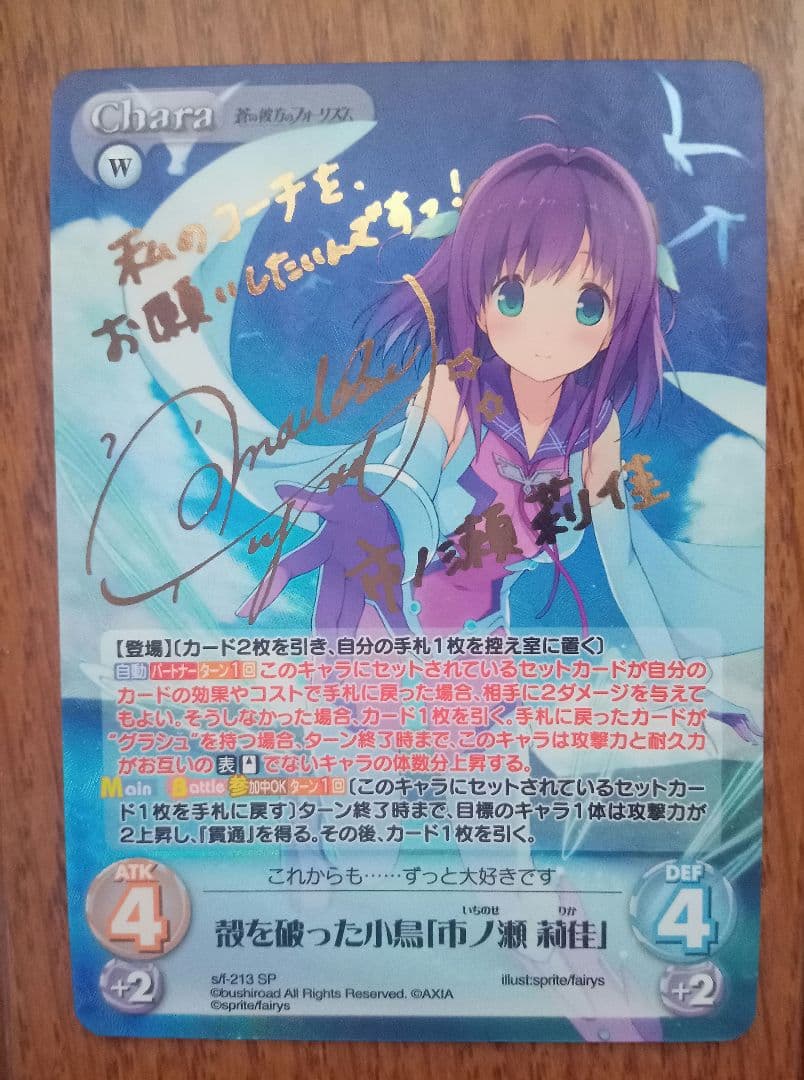 Chara 蒼の彼方のフォーリズム
W
私のコーチを、
お願いしたいんですっ!
市ノ瀬莉佳
【登場】〔カード2枚を引き、自分の手札1枚を控え室に置く〕
自動 パートナー ターン1回 このキャラにセットされているセットカードが自分の
カードの効果やコストで手札に戻った場合、相手に2ダメージを与えて
もよい。そうしなかった場合、カード1枚を引く。手札に戻ったカードが
“グラシュ”を持つ場合、ターン終了時まで、このキャラは攻撃力と耐久力
がお互いの表でないキャラの体数分上昇する。
Main Battle 参加中OK ターン1回 〔このキャラにセットされているセットカー
ド1枚を手札に戻す〕ターン終了時まで、目標のキャラ1体は攻撃力が
2上昇し、「貫通」を得る。その後、カード1枚を引く。
これからも……ずっと大好きです
ATK
4
+2
いちのせ りか
殻を破った小鳥「市ノ瀬 莉佳」
DEF
4
+2
s/f-213 SP illust:sprite/fairys
©bushiroad All Rights Reserved. ©AXIA
©sprite/fairys